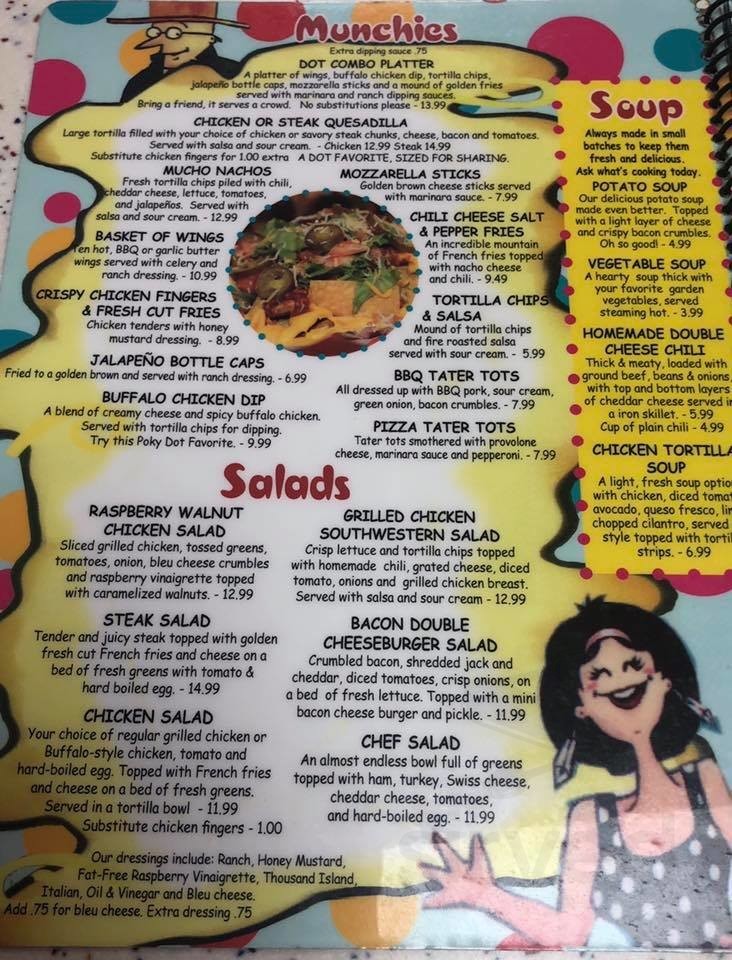 Munchies
Extra dipping sauce .75
DOT COMBO PLATTER
A platter of wings, buffalo chicken dip, tortilla chips,
jalapeño bottle caps, mozzarella sticks and a mound of golden fries
served with marinara and ranch dipping sauces.
Bring a friend, it serves a crowd. No substitutions please - 13.99
CHICKEN OR STEAK QUESADILLA
Large tortilla filled with your choice of chicken or savory steak chunks, cheese, bacon and tomatoes.
Served with salsa and sour cream. - Chicken 12.99 Steak 14.99
Substitute chicken fingers for 1.00 extra A DOT FAVORITE, SIZED FOR SHARING.
MUCHO NACHOS
Fresh tortilla chips piled with chili,
cheddar cheese, lettuce, tomatoes,
and jalapeños. Served with
salsa and sour cream. - 12.99
BASKET OF WINGS
Ten hot, BBQ or garlic butter
wings served with celery and
ranch dressing. - 10.99
CRISPY CHICKEN FINGERS
& FRESH CUT FRIES
Chicken tenders with honey
mustard dressing. - 8.99
JALAPEÑO BOTTLE CAPS
Fried to a golden brown and served with ranch dressing. - 6.99
BUFFALO CHICKEN DIP
A blend of creamy cheese and spicy buffalo chicken.
Served with tortilla chips for dipping.
Try this Poky Dot Favorite. - 9.99
MOZZARELLA STICKS
Golden brown cheese sticks served
with marinara sauce. - 7.99
CHILI CHEESE SALT
& PEPPER FRIES
An incredible mountain
of French fries topped
with nacho cheese
and chili. - 9.49
TORTILLA CHIPS
& SALSA
Mound of tortilla chips
and fire roasted salsa
served with sour cream. - 5.99
BBQ TATER TOTS
All dressed up with BBQ pork, sour cream,
green onion, bacon crumbles. - 7.99
PIZZA TATER TOTS
Tater tots smothered with provolone
cheese, marinara sauce and pepperoni. - 7.99
Soup
Always made in small
batches to keep them
fresh and delicious.
Ask what's cooking today.
POTATO SOUP
Our delicious potato soup
made even better. Topped
with a light layer of cheese
and crispy bacon crumbles.
Oh so good! - 4.99
VEGETABLE SOUP
A hearty soup thick with
your favorite garden
vegetables, served
steaming hot. - 3.99
HOMEMADE DOUBLE
CHEESE CHILI
Thick & meaty, loaded with
ground beef, beans & onions,
with top and bottom layers
of cheddar cheese served in
a iron skillet. - 5.99
Cup of plain chili - 4.99
CHICKEN TORTILLA
SOUP
A light, fresh soup
with chicken, diced
avocado, queso fresco,
chopped cilantro, served
style topped with
strips. - 6.99
Salads
RASPBERRY WALNUT
CHICKEN SALAD
Sliced grilled chicken, tossed greens,
tomatoes, onion, bleu cheese crumbles
and raspberry vinaigrette topped
with caramelized walnuts. - 12.99
STEAK SALAD
Tender and juicy steak topped with golden
fresh cut French fries and cheese on a
bed of fresh greens with tomato &
hard boiled egg. - 14.99
CHICKEN SALAD
Your choice of regular grilled chicken or
Buffalo-style chicken, tomato and
hard-boiled egg. Topped with French fries
and cheese on a bed of fresh greens.
Served in a tortilla bowl - 11.99
Substitute chicken fingers - 1.00
GRILLED CHICKEN
SOUTHWESTERN SALAD
Crisp lettuce and tortilla chips topped
with homemade chili, grated cheese, diced
tomato, onions and grilled chicken breast.
Served with salsa and sour cream - 12.99
BACON DOUBLE
CHEESEBURGER SALAD
Crumbled bacon, shredded jack and
cheddar, diced tomatoes, crisp onions, on
a bed of fresh lettuce. Topped with a mini
bacon cheese burger and pickle. - 11.99
CHEF SALAD
An almost endless bowl full of greens
topped with ham, turkey, Swiss cheese,
cheddar cheese, tomatoes,
and hard-boiled egg. - 11.99
Our dressings include: Ranch, Honey Mustard,
Fat-Free Raspberry Vinaigrette, Thousand Island,
Italian, Oil & Vinegar and Bleu cheese.
Add .75 for bleu cheese. Extra dressing .75